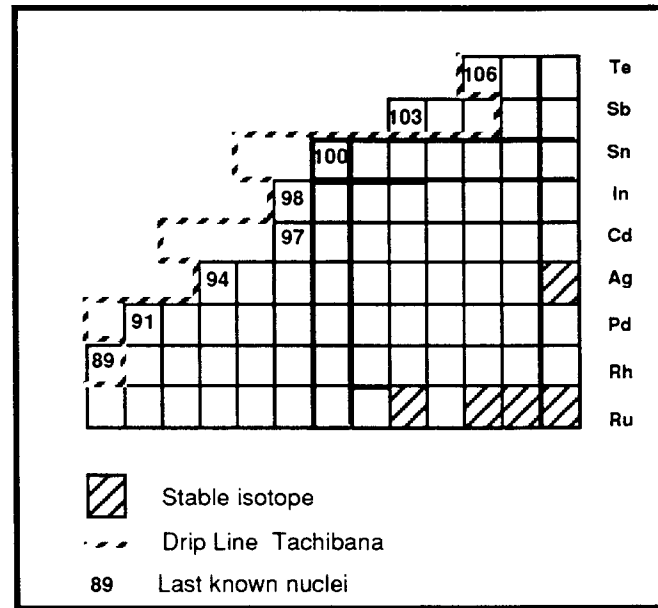 106 Te
103 Sb
100 Sn
98 In
97 Cd
94 Ag
91 Pd
89 Rh
Ru
Stable isotope
Drip Line Tachibana
89 Last known nuclei